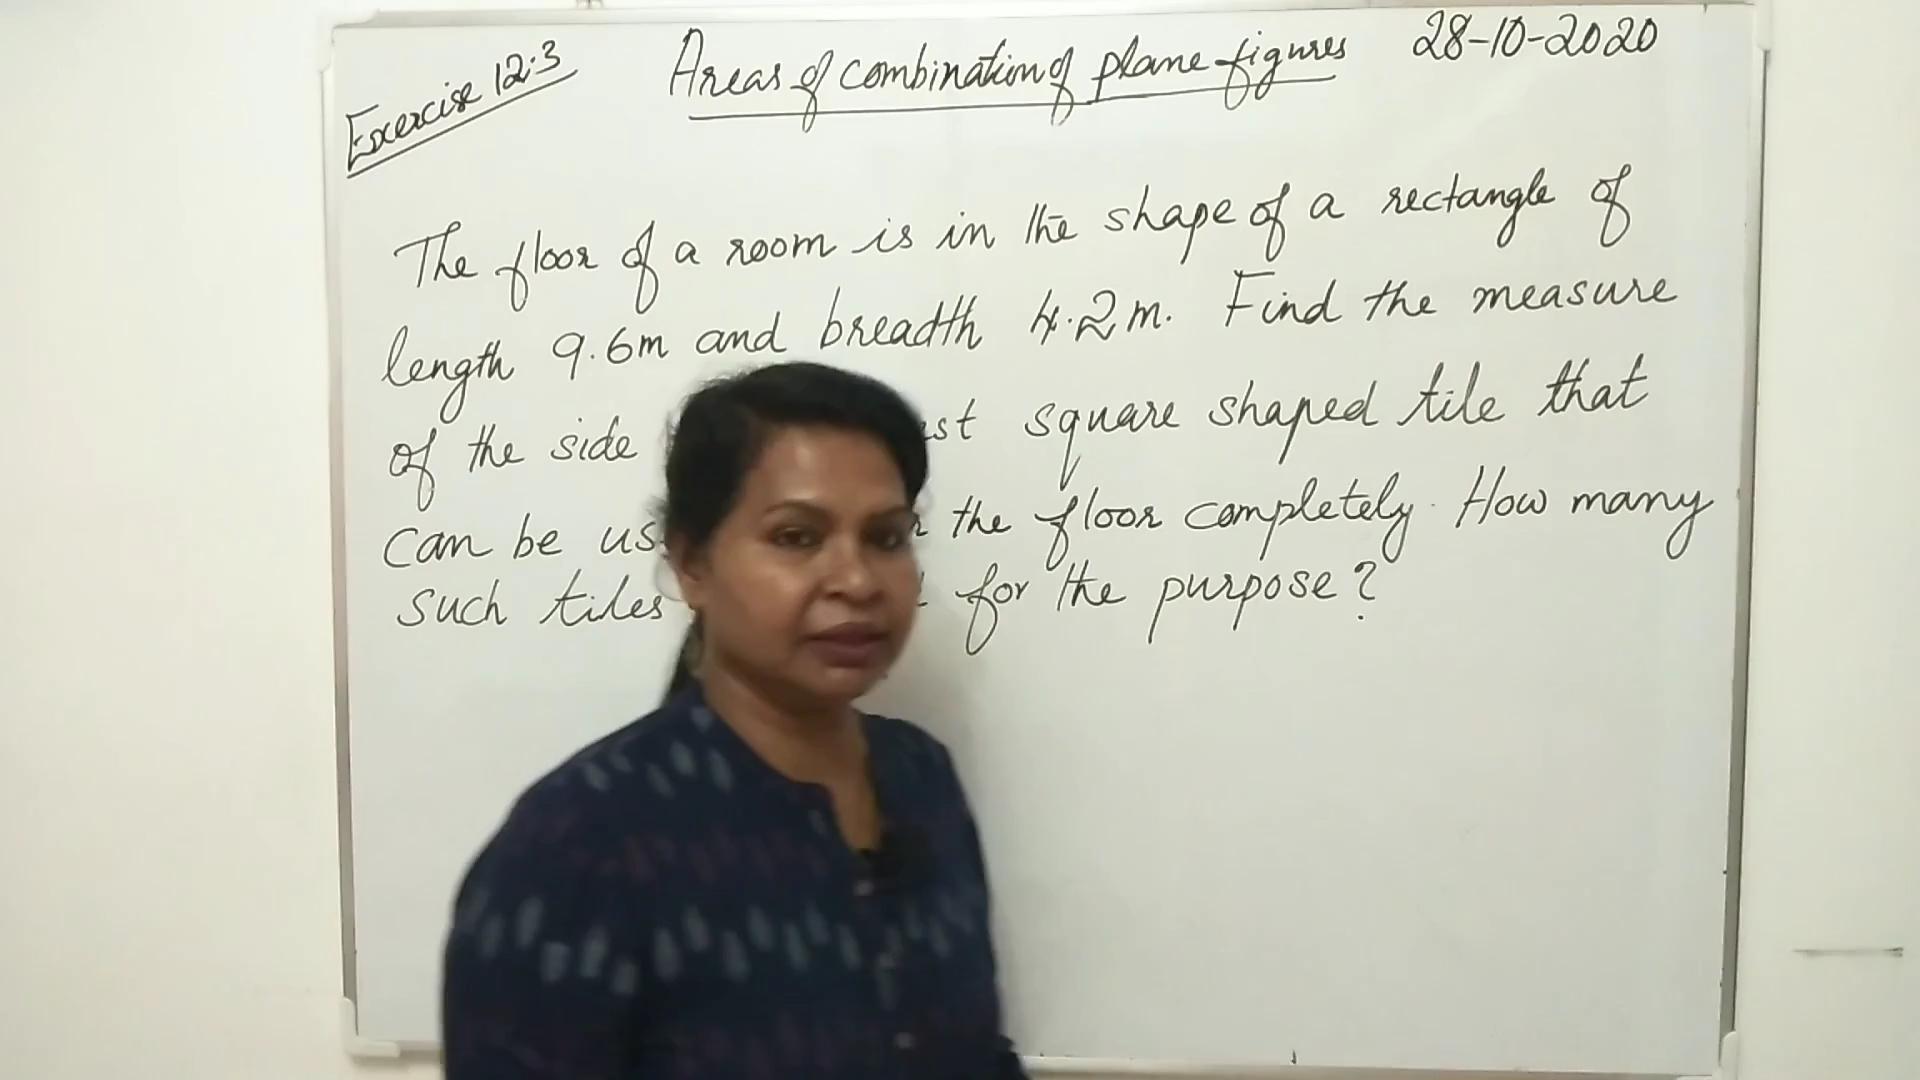 Exercise 12.3
Areas of combination of plane figures
28-10-2020
The floor of a room is in the shape of a rectangle of
length 9.6m and breadth 4.2m. Find the measure
of the side square shaped tile that
can be the floor completely. How many
such tiles for the purpose?